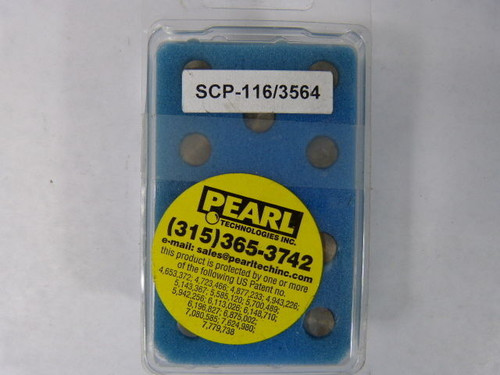 SCP-116/3564
PEARL
TECHNOLOGIES INC.
(315)365-3742
e-mail: sales@pearltechinc.com
this product is protected by one or more
of the following US Patent no.
4,653,372; 4,723,466; 4,877,233; 4,943,226;
5,143,367; 5,585,120; 5,700,489;
5,942,256; 6,113,026; 6,148,710;
6,196,827; 6,875,002;
7,080,585; 7,624,980;
7,779,738